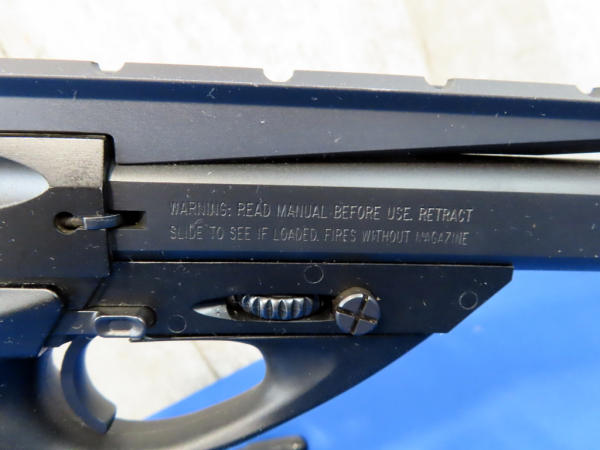 WARNING: READ MANUAL BEFORE USE. RETRACT
SLIDE TO SEE IF LOADED. FIRES WITHOUT MAGAZINE